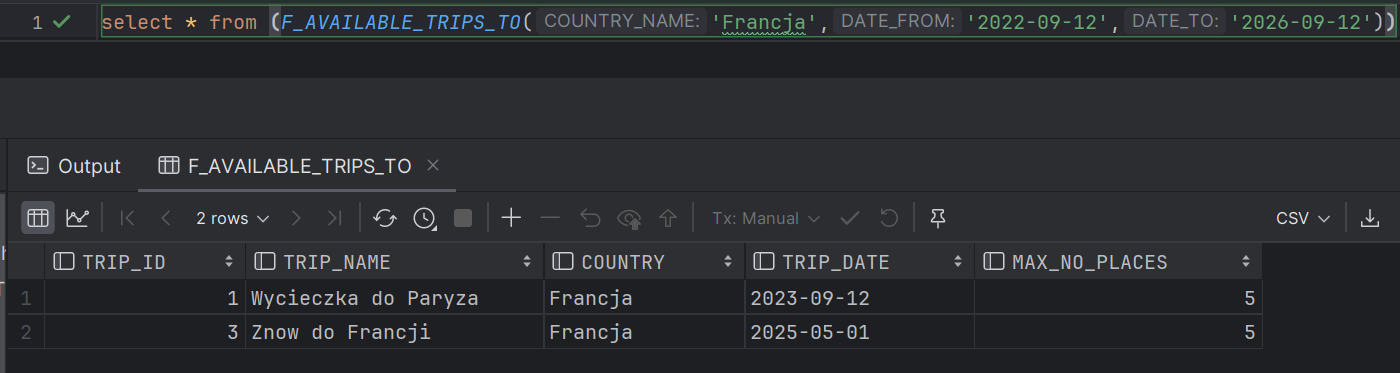 1 select * from (F_AVAILABLE_TRIPS_TO( COUNTRY_NAME: 'Francja', DATE_FROM: '2022-09-12', DATE_TO: '2026-09-12'))
Output F_AVAILABLE_TRIPS_TO
2 rows Tx: Manual CSV
TRIP_ID TRIP_NAME COUNTRY TRIP_DATE MAX_NO_PLACES
1 1 Wycieczka do Paryza Francja 2023-09-12 5
2 3 Znow do Francji Francja 2025-05-01 5